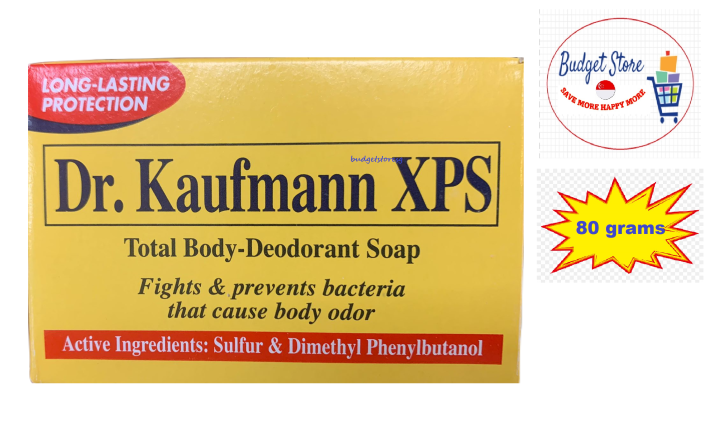 LONG-LASTING
PROTECTION
Dr. Kaufmann XPS
Total Body-Deodorant Soap
Fights & prevents bacteria
that cause body odor
Active Ingredients: Sulfur & Dimethyl Phenylbutanol
Budget Store
SAVE MORE HAPPY MORE
80 grams